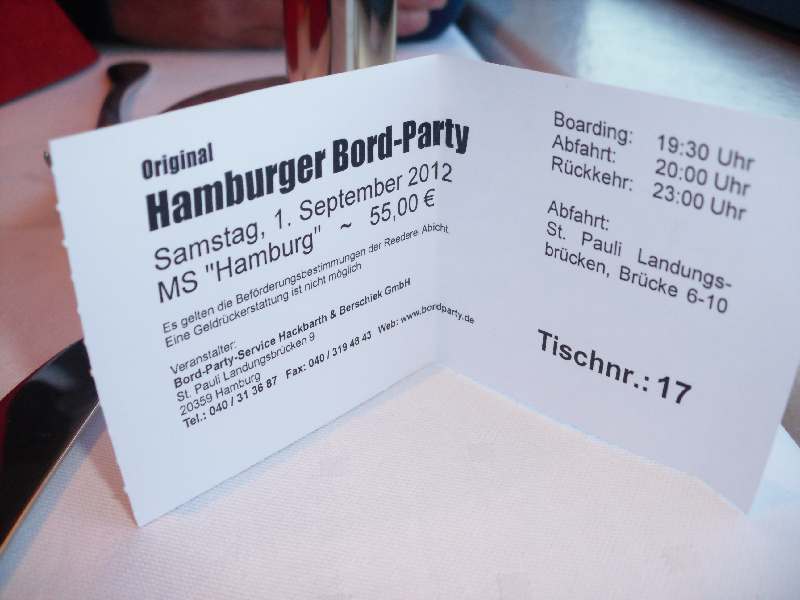 Original
Hamburger Bord-Party
Samstag, 1. September 2012
MS "Hamburg" ~ 55,00 €
Es gelten die Beförderungsbestimmungen der Reederei Abicht.
Eine Geldrückerstattung ist nicht möglich
Veranstalter:
Bord-Party-Service Hackbarth & Berschiek GmbH
St. Pauli Landungsbrücken 9
20359 Hamburg
Tel.: 040 / 31 36 87 Fax: 040 / 319 48 43 Web: www.bordparty.de
Boarding: 19:30 Uhr
Abfahrt: 20:00 Uhr
Rückkehr: 23:00 Uhr
Abfahrt:
St. Pauli Landungs-
brücken, Brücke 6-10
Tischnr.: 17